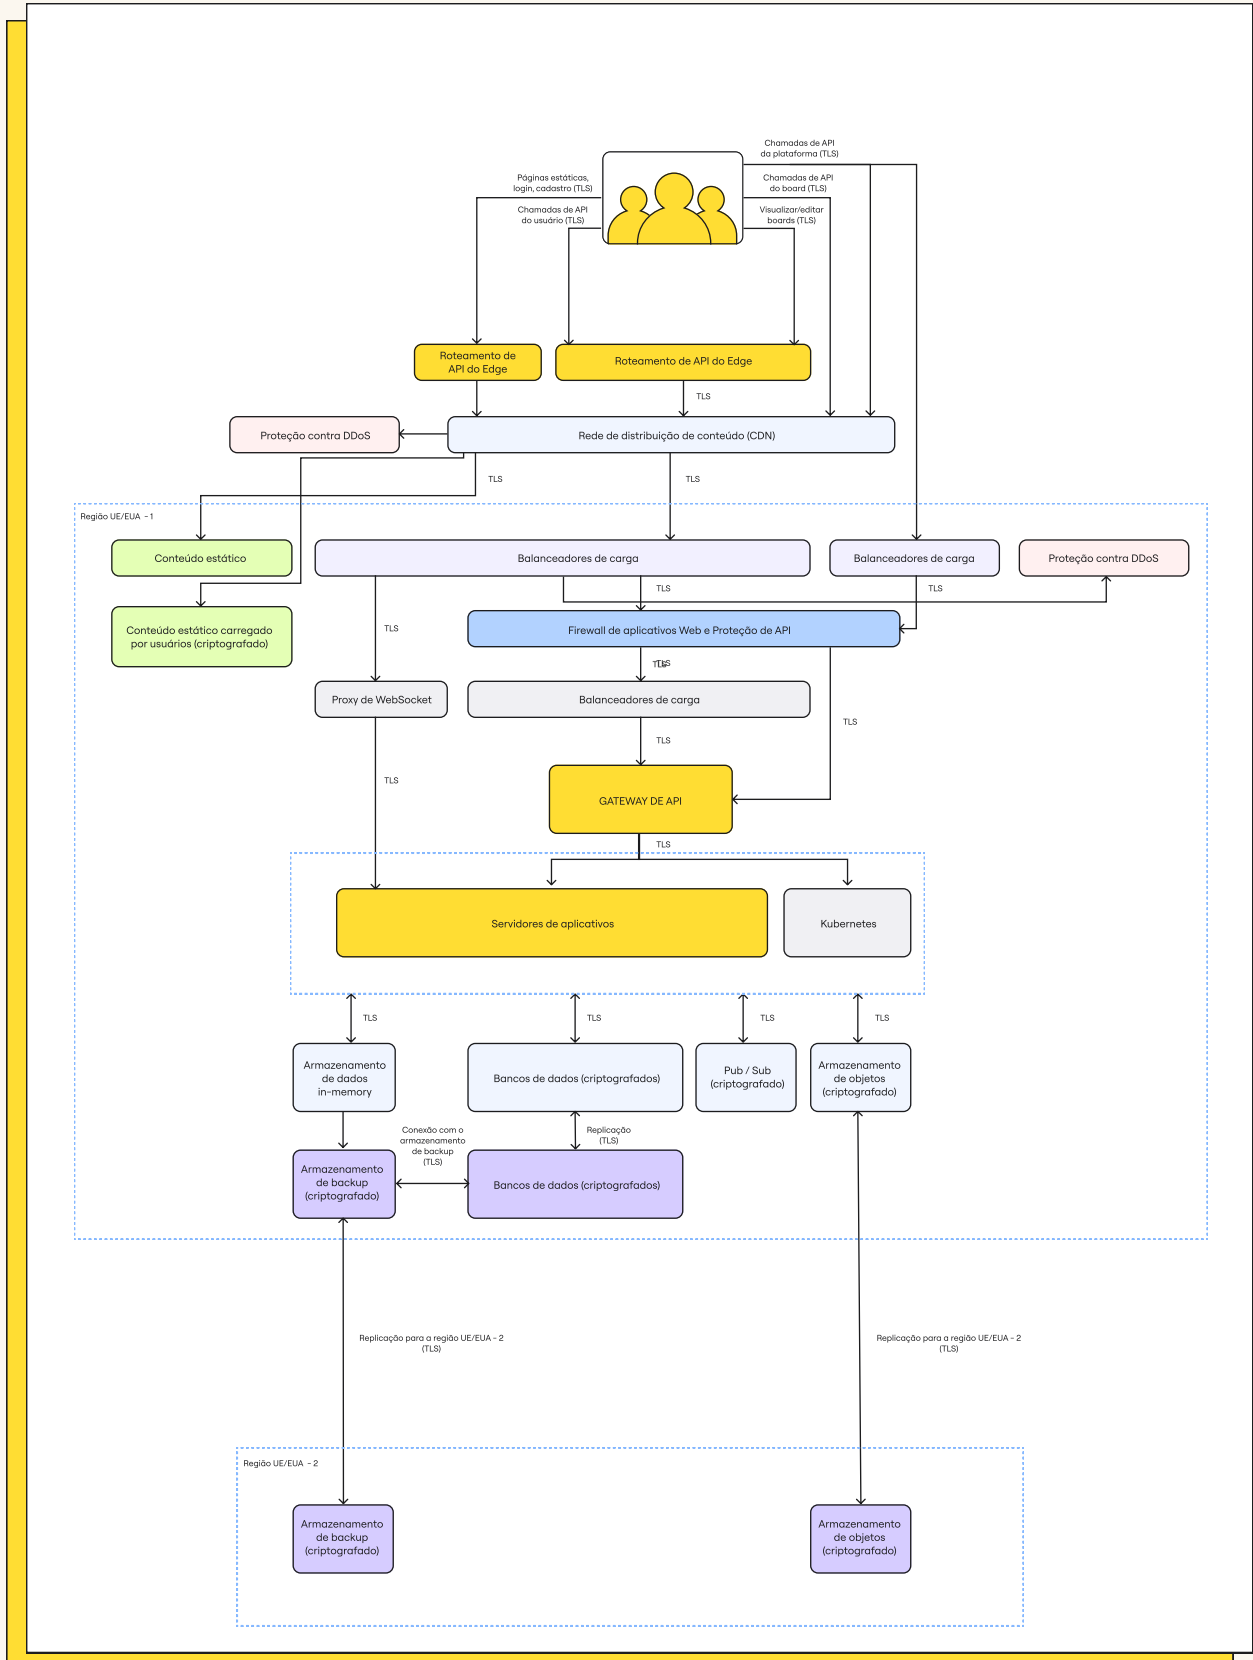 Chamadas de API
da plataforma (TLS)
Páginas estáticas,
login, cadastro (TLS)
Chamadas de API
do board (TLS)
Chamadas de API
do usuário (TLS)
Visualizar/editar
boards (TLS)
Roteamento de
API do Edge
Roteamento de API do Edge
TLS
Proteção contra DDoS
Rede de distribuição de conteúdo (CDN)
TLS
TLS
Região UE/EUA - 1
Conteúdo estático
Balanceadores de carga
Balanceadores de carga
Proteção contra DDoS
TLS
TLS
Conteúdo estático carregado
por usuários (criptografado)
TLS
Firewall de aplicativos Web e Proteção de API
TLS
TLS
Proxy de WebSocket
Balanceadores de carga
TLS
TLS
TLS
GATEWAY DE API
TLS
Servidores de aplicativos
Kubernetes
TLS
TLS
TLS
TLS
Armazenamento
de dados
in-memory
Bancos de dados (criptografados)
Pub / Sub
(criptografado)
Armazenamento
de objetos
(criptografado)
Conexão com o
armazenamento
de backup
(TLS)
Replicação
(TLS)
Armazenamento
de backup
(criptografado)
Bancos de dados (criptografados)
Replicação para a região UE/EUA - 2
(TLS)
Replicação para a região UE/EUA - 2
(TLS)
Região UE/EUA - 2
Armazenamento
de backup
(criptografado)
Armazenamento
de objetos
(criptografado)